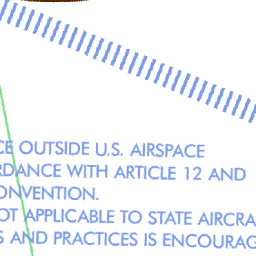 CE OUTSIDE U.S. AIRSPACE
RDANCE WITH ARTICLE 12 AND
ONVENTION.
OT APPLICABLE TO STATE AIRCRA
S AND PRACTICES IS ENCOURAG